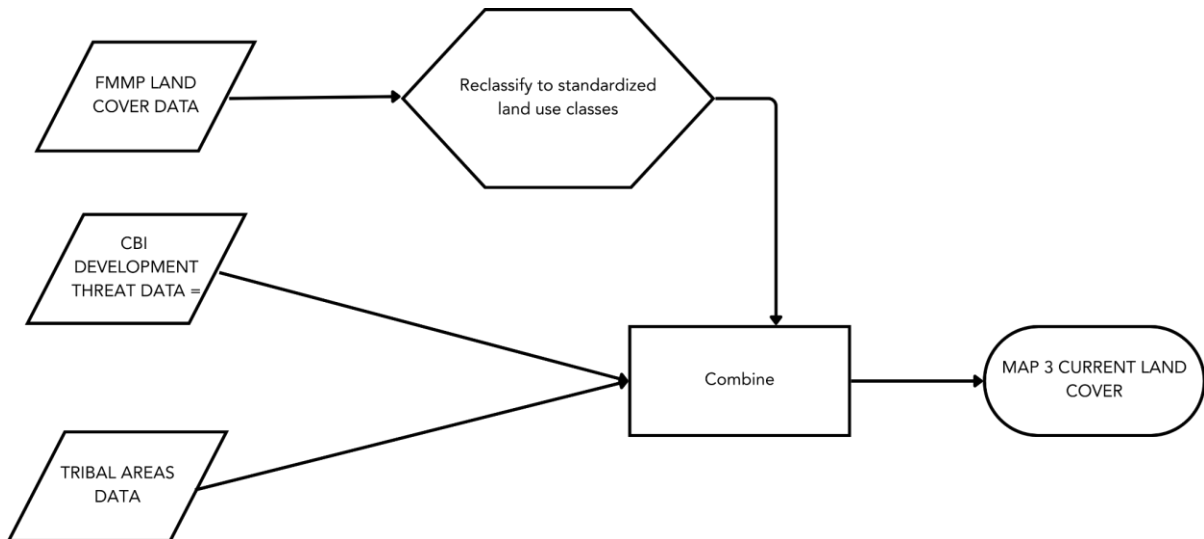 FMMP LAND
COVER DATA
Reclassify to standardized
land use classes
CBI
DEVELOPMENT
THREAT DATA =
Combine
MAP 3 CURRENT LAND
COVER
TRIBAL AREAS
DATA